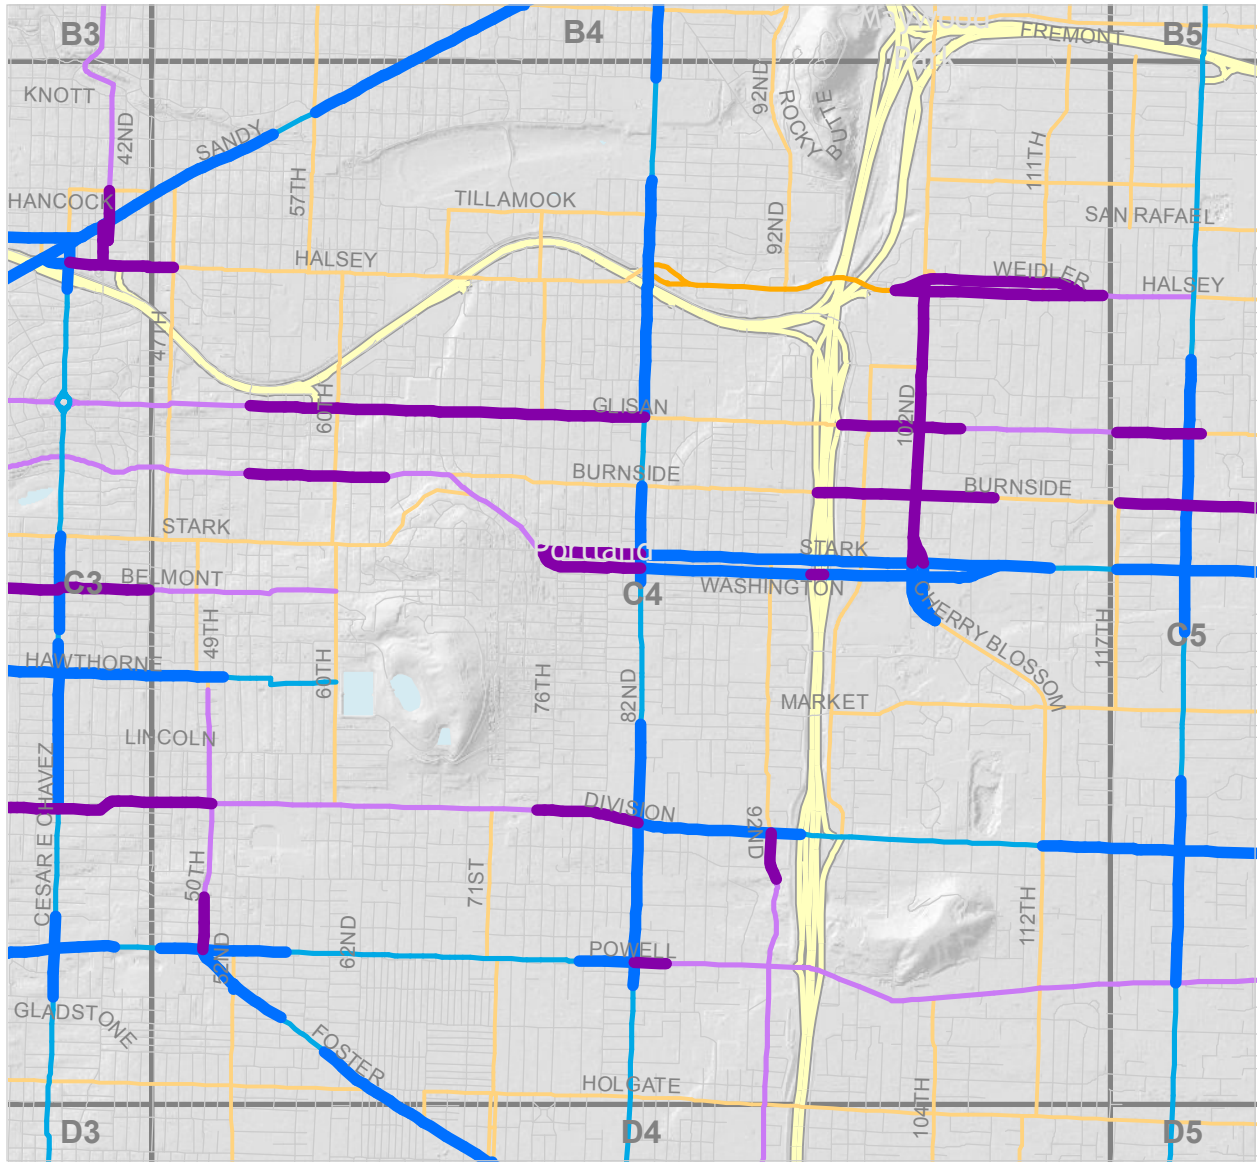 Maywood
Park
B3
B4
B5
FREMONT
KNOTT
92ND
ROCKY
BUTTE
42ND
SANDY
111TH
57TH
HANCOCK
TILLAMOOK
SAN RAFAEL
92ND
HALSEY
WEIDLER
HALSEY
47TH
60TH
GLISAN
102ND
BURNSIDE
BURNSIDE
STARK
STARK
Portland
C3
BELMONT
C4
WASHINGTON
CHERRY BLOSSOM
117TH
C5
49TH
HAWTHORNE
60TH
76TH
82ND
MARKET
LINCOLN
CESAR E CHAVEZ
DIVISION
92ND
50TH
71ST
112TH
52ND
62ND
POWELL
GLADSTONE
FOSTER
HOLGATE
104TH
D3
D4
D5